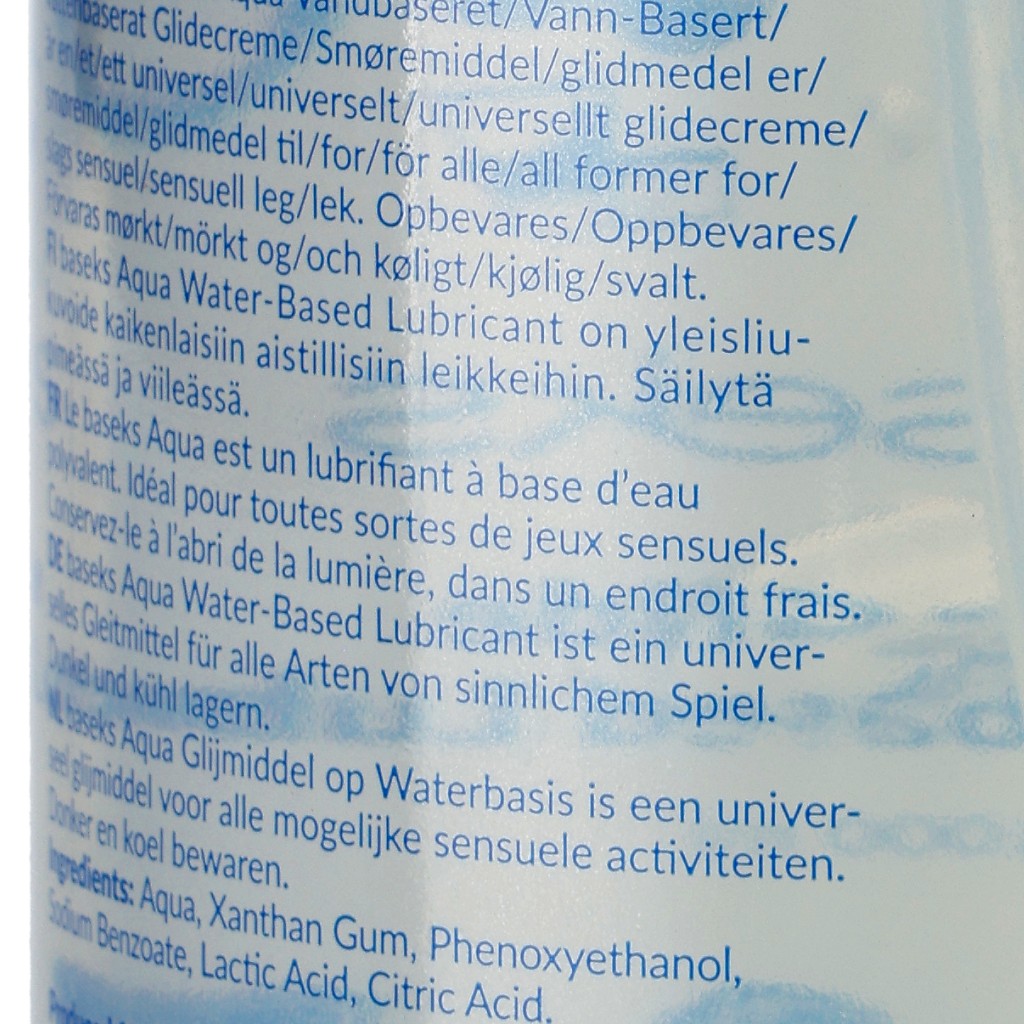 Vandbaseret/Vann-Basert/
Glidecreme/Smøremiddel/glidmedel er/
är en/et/ett universel/universelt/universellt glidecreme/
smøremiddel/glidmedel til/for/för alle/all former for/
slags sensuel/sensuell leg/lek. Opbevares/Oppbevares/
Förvaras mørkt/mörkt og/och køligt/kjølig/svalt.
FI baseks Aqua Water-Based Lubricant on yleisliu-
kuvoide kaikenlaisiin aistillisiin leikkeihin. Säilytä
pimeässä ja viileässä.
FR Le baseks Aqua est un lubrifiant à base d’eau
polyvalent. Idéal pour toutes sortes de jeux sensuels.
Conservez-le à l’abri de la lumière, dans un endroit frais.
DE baseks Aqua Water-Based Lubricant ist ein univer-
selles Gleitmittel für alle Arten von sinnlichem Spiel.
Dunkel und kühl lagern.
NL baseks Aqua Glijmiddel op Waterbasis is een univer-
seel glijmiddel voor alle mogelijke sensuele activiteiten.
Donker en koel bewaren.
Ingredients: Aqua, Xanthan Gum, Phenoxyethanol,
Sodium Benzoate, Lactic Acid, Citric Acid.